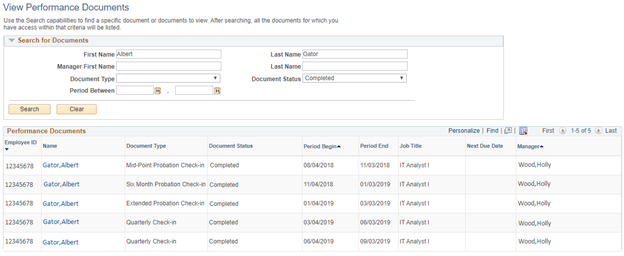 View Performance Documents
Use the Search capabilities to find a specific document or documents to view. After searching, all the documents for which you
have access within that criteria will be listed.
Search for Documents
First Name Albert Last Name Gator
Manager First Name Last Name
Document Type Document Status Completed
Period Between -
Search Clear
Performance Documents Personalize | Find | First 1-5 of 5 Last
Employee ID Name Document Type Document Status Period Begin Period End Job Title Next Due Date Manager
12345678 Gator,Albert Mid-Point Probation Check-in Completed 08/04/2018 11/03/2018 IT Analyst I Wood,Holly
12345678 Gator,Albert Six Month Probation Check-in Completed 11/04/2018 01/03/2019 IT Analyst I Wood,Holly
12345678 Gator,Albert Extended Probation Check-in Completed 01/04/2019 03/03/2019 IT Analyst I Wood,Holly
12345678 Gator,Albert Quarterly Check-in Completed 03/04/2019 06/03/2019 IT Analyst I Wood,Holly
12345678 Gator,Albert Quarterly Check-in Completed 06/04/2019 09/03/2019 IT Analyst I Wood,Holly